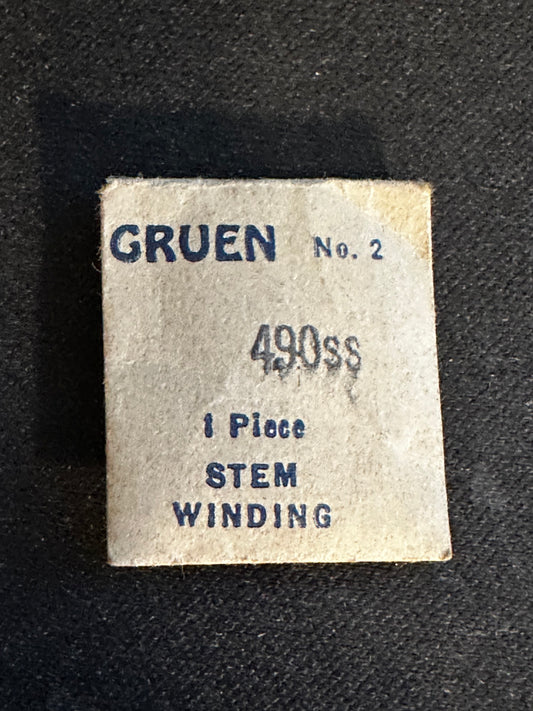 GRUEN No. 2
490ss
1 Piece
STEM
WINDING